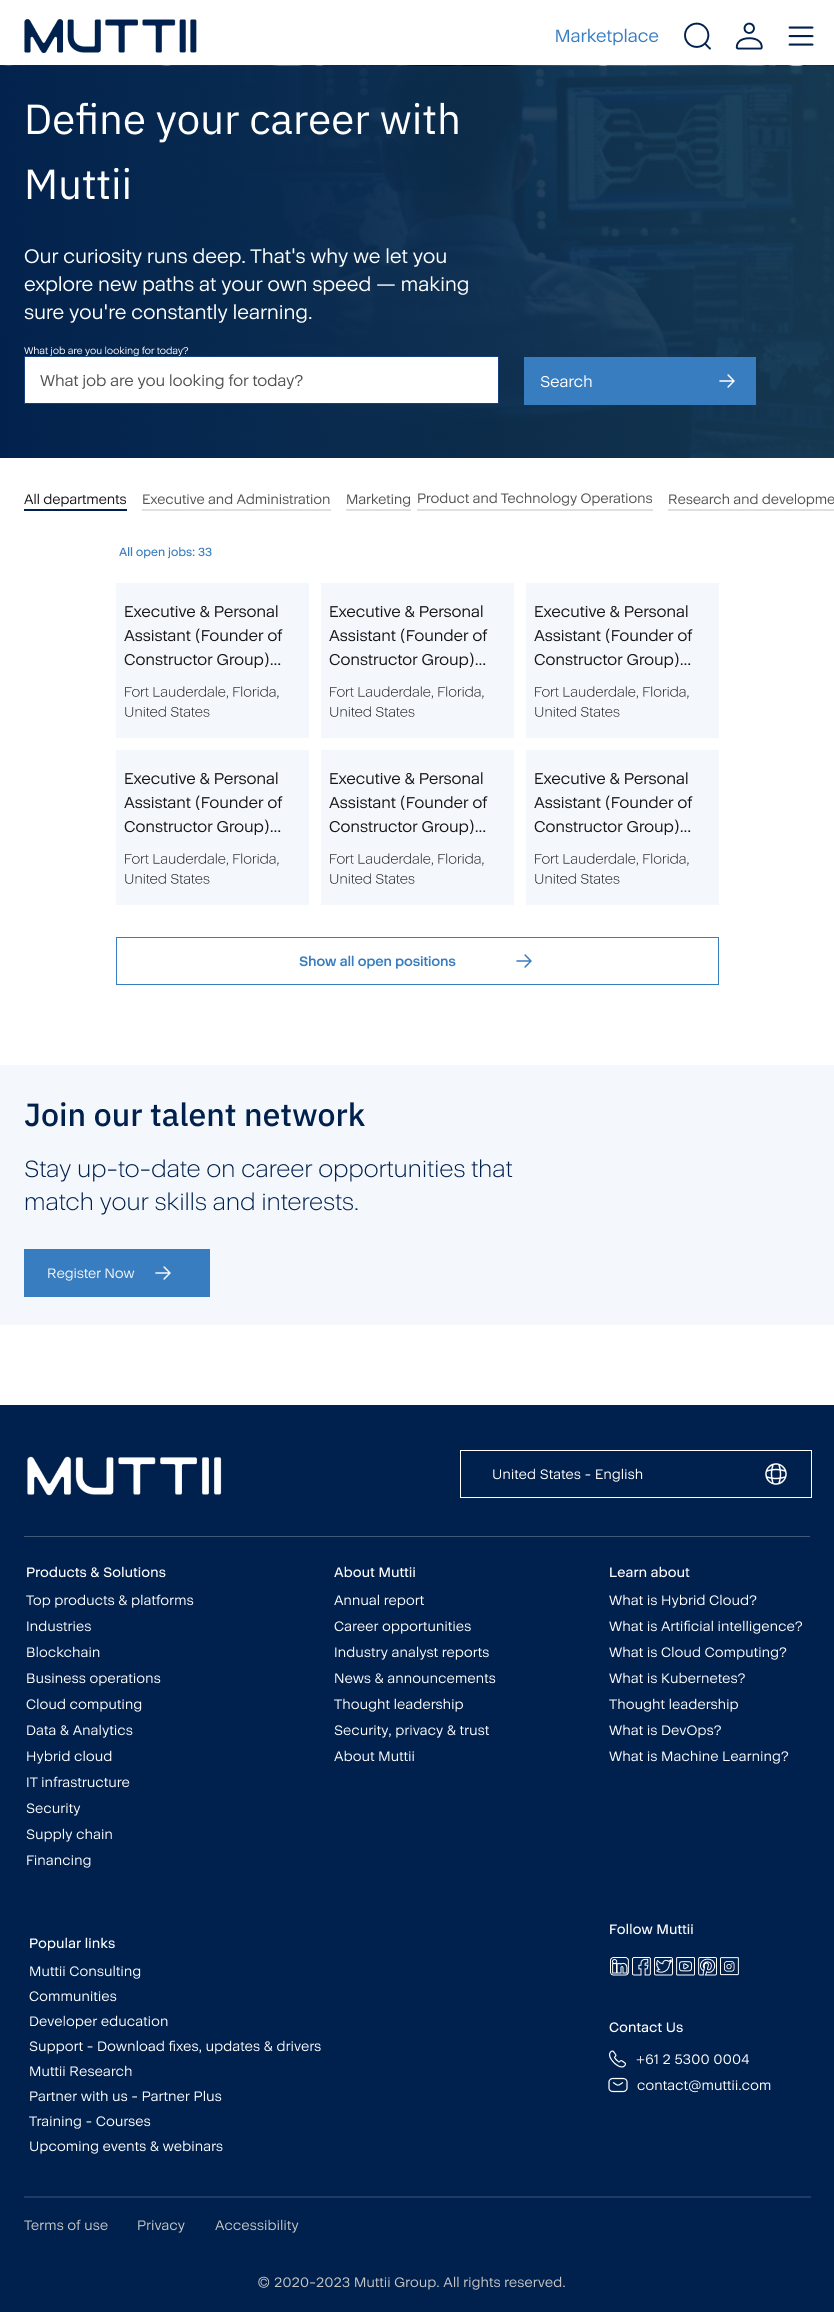 MUTTII
Marketplace
Define your career with
Muttii
Our curiosity runs deep. That's why we let you
explore new paths at your own speed — making
sure you're constantly learning.
What job are you looking for today?
What job are you looking for today?
Search
All departments
Executive and Administration
Marketing
Product and Technology Operations
Research and developme
All open jobs: 33
Executive & Personal
Assistant (Founder of
Constructor Group)...
Fort Lauderdale, Florida,
United States
Executive & Personal
Assistant (Founder of
Constructor Group)...
Fort Lauderdale, Florida,
United States
Executive & Personal
Assistant (Founder of
Constructor Group)...
Fort Lauderdale, Florida,
United States
Executive & Personal
Assistant (Founder of
Constructor Group)...
Fort Lauderdale, Florida,
United States
Executive & Personal
Assistant (Founder of
Constructor Group)...
Fort Lauderdale, Florida,
United States
Executive & Personal
Assistant (Founder of
Constructor Group)...
Fort Lauderdale, Florida,
United States
Show all open positions
Join our talent network
Stay up-to-date on career opportunities that
match your skills and interests.
Register Now
MUTTII
United States - English
Products & Solutions
Top products & platforms
Industries
Blockchain
Business operations
Cloud computing
Data & Analytics
Hybrid cloud
IT infrastructure
Security
Supply chain
Financing
About Muttii
Annual report
Career opportunities
Industry analyst reports
News & announcements
Thought leadership
Security, privacy & trust
About Muttii
Learn about
What is Hybrid Cloud?
What is Artificial intelligence?
What is Cloud Computing?
What is Kubernetes?
Thought leadership
What is DevOps?
What is Machine Learning?
Popular links
Muttii Consulting
Communities
Developer education
Support - Download fixes, updates & drivers
Muttii Research
Partner with us - Partner Plus
Training - Courses
Upcoming events & webinars
Follow Muttii
Contact Us
+61 2 5300 0004
contact@muttii.com
Terms of use
Privacy
Accessibility
© 2020-2023 Muttii Group. All rights reserved.